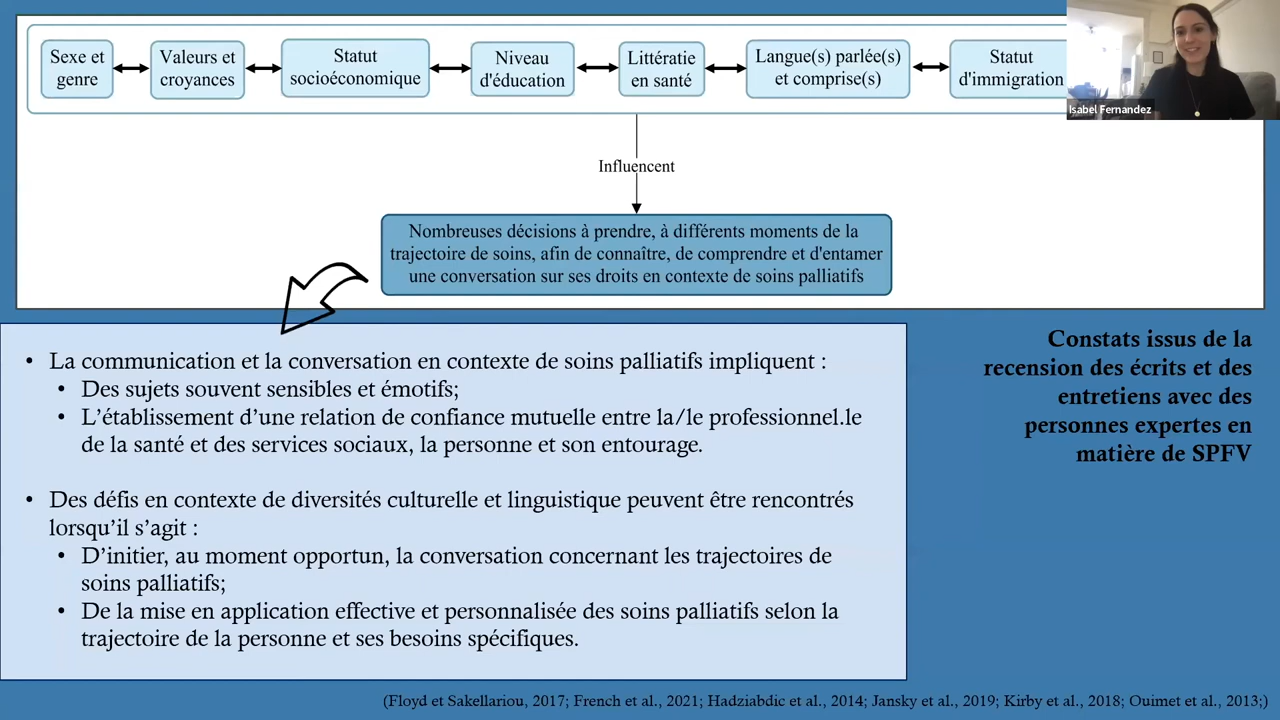 Sexe et
genre
Valeurs et
croyances
Statut
socioéconomique
Niveau
d'éducation
Littératie
en santé
Langue(s) parlée(s)
et comprise(s)
Statut
d'immigration
Isabel Fernandez
Influencent
Nombreuses décisions à prendre, à différents moments de la
trajectoire de soins, afin de connaître, de comprendre et d'entamer
une conversation sur ses droits en contexte de soins palliatifs
• La communication et la conversation en contexte de soins palliatifs impliquent :
• Des sujets souvent sensibles et émotifs;
• L'établissement d'une relation de confiance mutuelle entre la/le professionnel.le
de la santé et des services sociaux, la personne et son entourage.
• Des défis en contexte de diversités culturelle et linguistique peuvent être rencontrés
lorsqu'il s'agit :
• D'initier, au moment opportun, la conversation concernant les trajectoires de
soins palliatifs;
• De la mise en application effective et personnalisée des soins palliatifs selon la
trajectoire de la personne et ses besoins spécifiques.
Constats issus de la
recension des écrits et des
entretiens avec des
personnes expertes en
matière de SPFV
(Floyd et Sakellariou, 2017; French et al., 2021; Hadziabdic et al., 2014; Jansky et al., 2019; Kirby et al., 2018; Ouimet et al., 2013;)